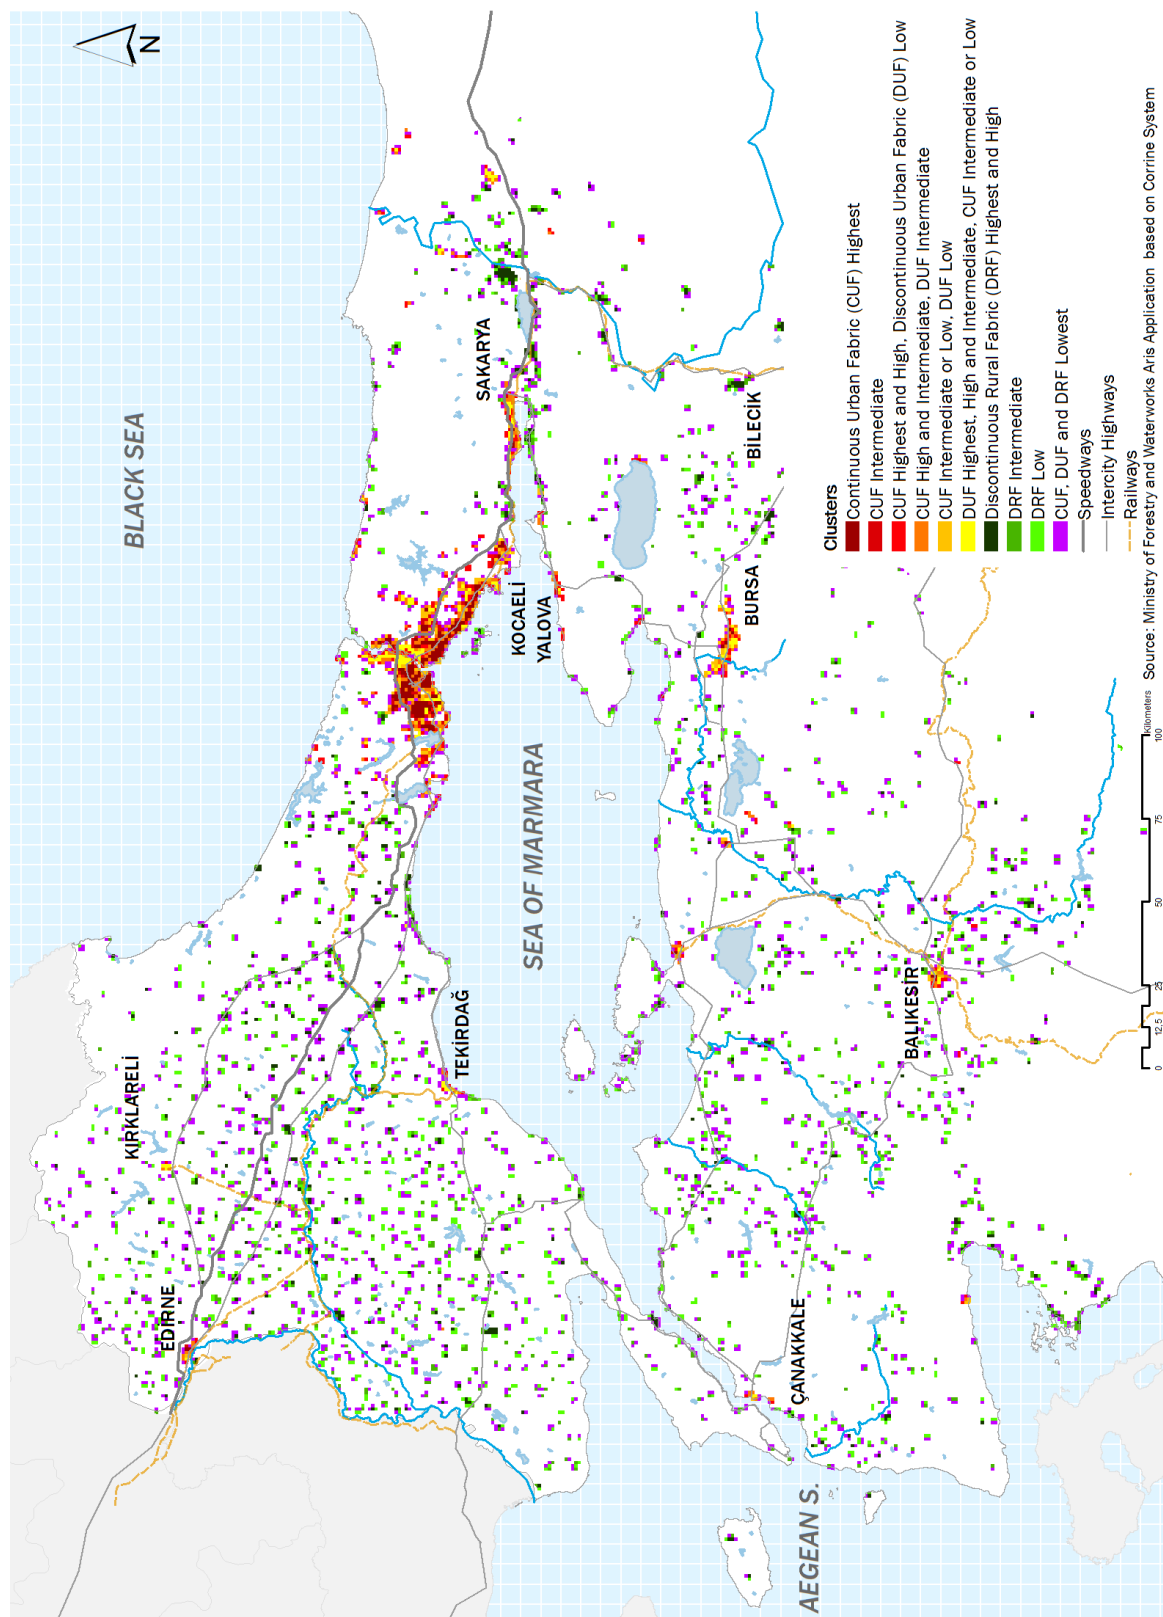 N
BLACK SEA
KIRKLARELİ
EDİRNE
SAKARYA
TEKİRDAĞ
KOCAELİ
YALOVA
SEA OF MARMARA
BİLECİK
BURSA
ÇANAKKALE
BALIKESİR
AEGEAN S.
Clusters
Continuous Urban Fabric (CUF) Highest
CUF Intermediate
CUF Highest and High, Discontinuous Urban Fabric (DUF) Low
CUF High and Intermediate, DUF Intermediate
CUF Intermediate or Low, DUF Low
DUF Highest, High and Intermediate, CUF Intermediate or Low
Discontinuous Rural Fabric (DRF) Highest and High
DRF Intermediate
DRF Low
CUF, DUF and DRF Lowest
Speedways
Intercity Highways
Railways
0 12.5 25 50 75 100
Kilometers
Source: Ministry of Forestry and Waterworks Aris Application based on Corrine System